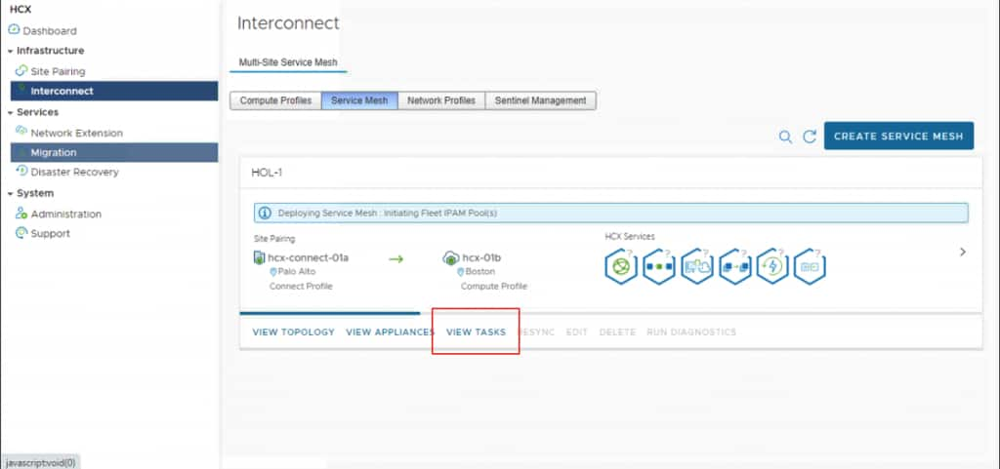 HCX
Dashboard
Infrastructure
Site Pairing
Interconnect
Services
Network Extension
Migration
Disaster Recovery
System
Administration
Support
javascript:void(0)
Interconnect
Multi-Site Service Mesh
Compute Profiles Service Mesh Network Profiles Sentinel Management
CREATE SERVICE MESH
HOL-1
Deploying Service Mesh : Initiating Fleet IPAM Pool(s)
Site Pairing
hcx-connect-01a
Palo Alto
Connect Profile
hcx-01b
Boston
Compute Profile
HCX Services
? ? ? ? ? ?
VIEW TOPOLOGY VIEW APPLIANCES VIEW TASKS ESYNC EDIT DELETE RUN DIAGNOSTICS